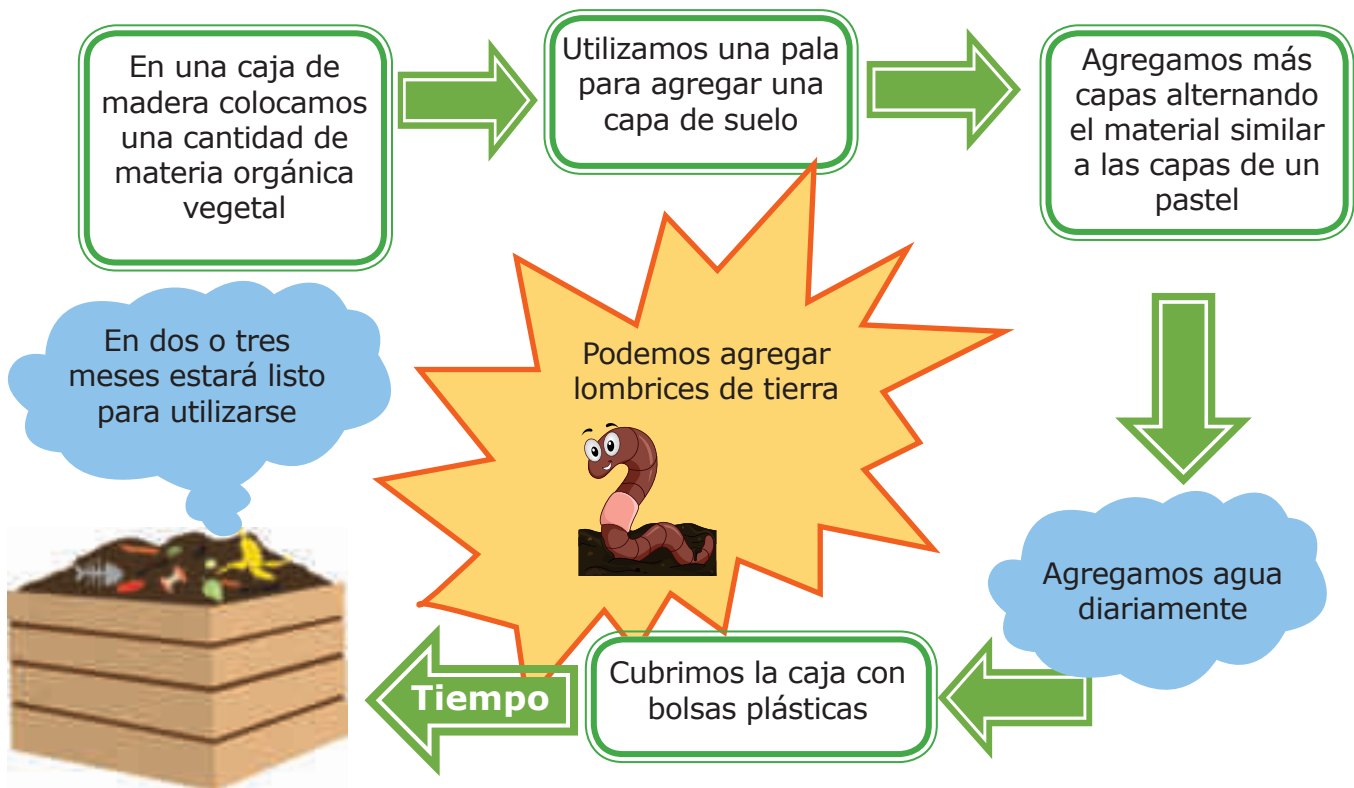 En una caja de
madera colocamos
una cantidad de
materia orgánica
vegetal
Utilizamos una pala
para agregar una
capa de suelo
Agregamos más
capas alternando
el material similar
a las capas de un
pastel
Agregamos agua
diariamente
Cubrimos la caja con
bolsas plásticas
Tiempo
En dos o tres
meses estará listo
para utilizarse
Podemos agregar
lombrices de tierra